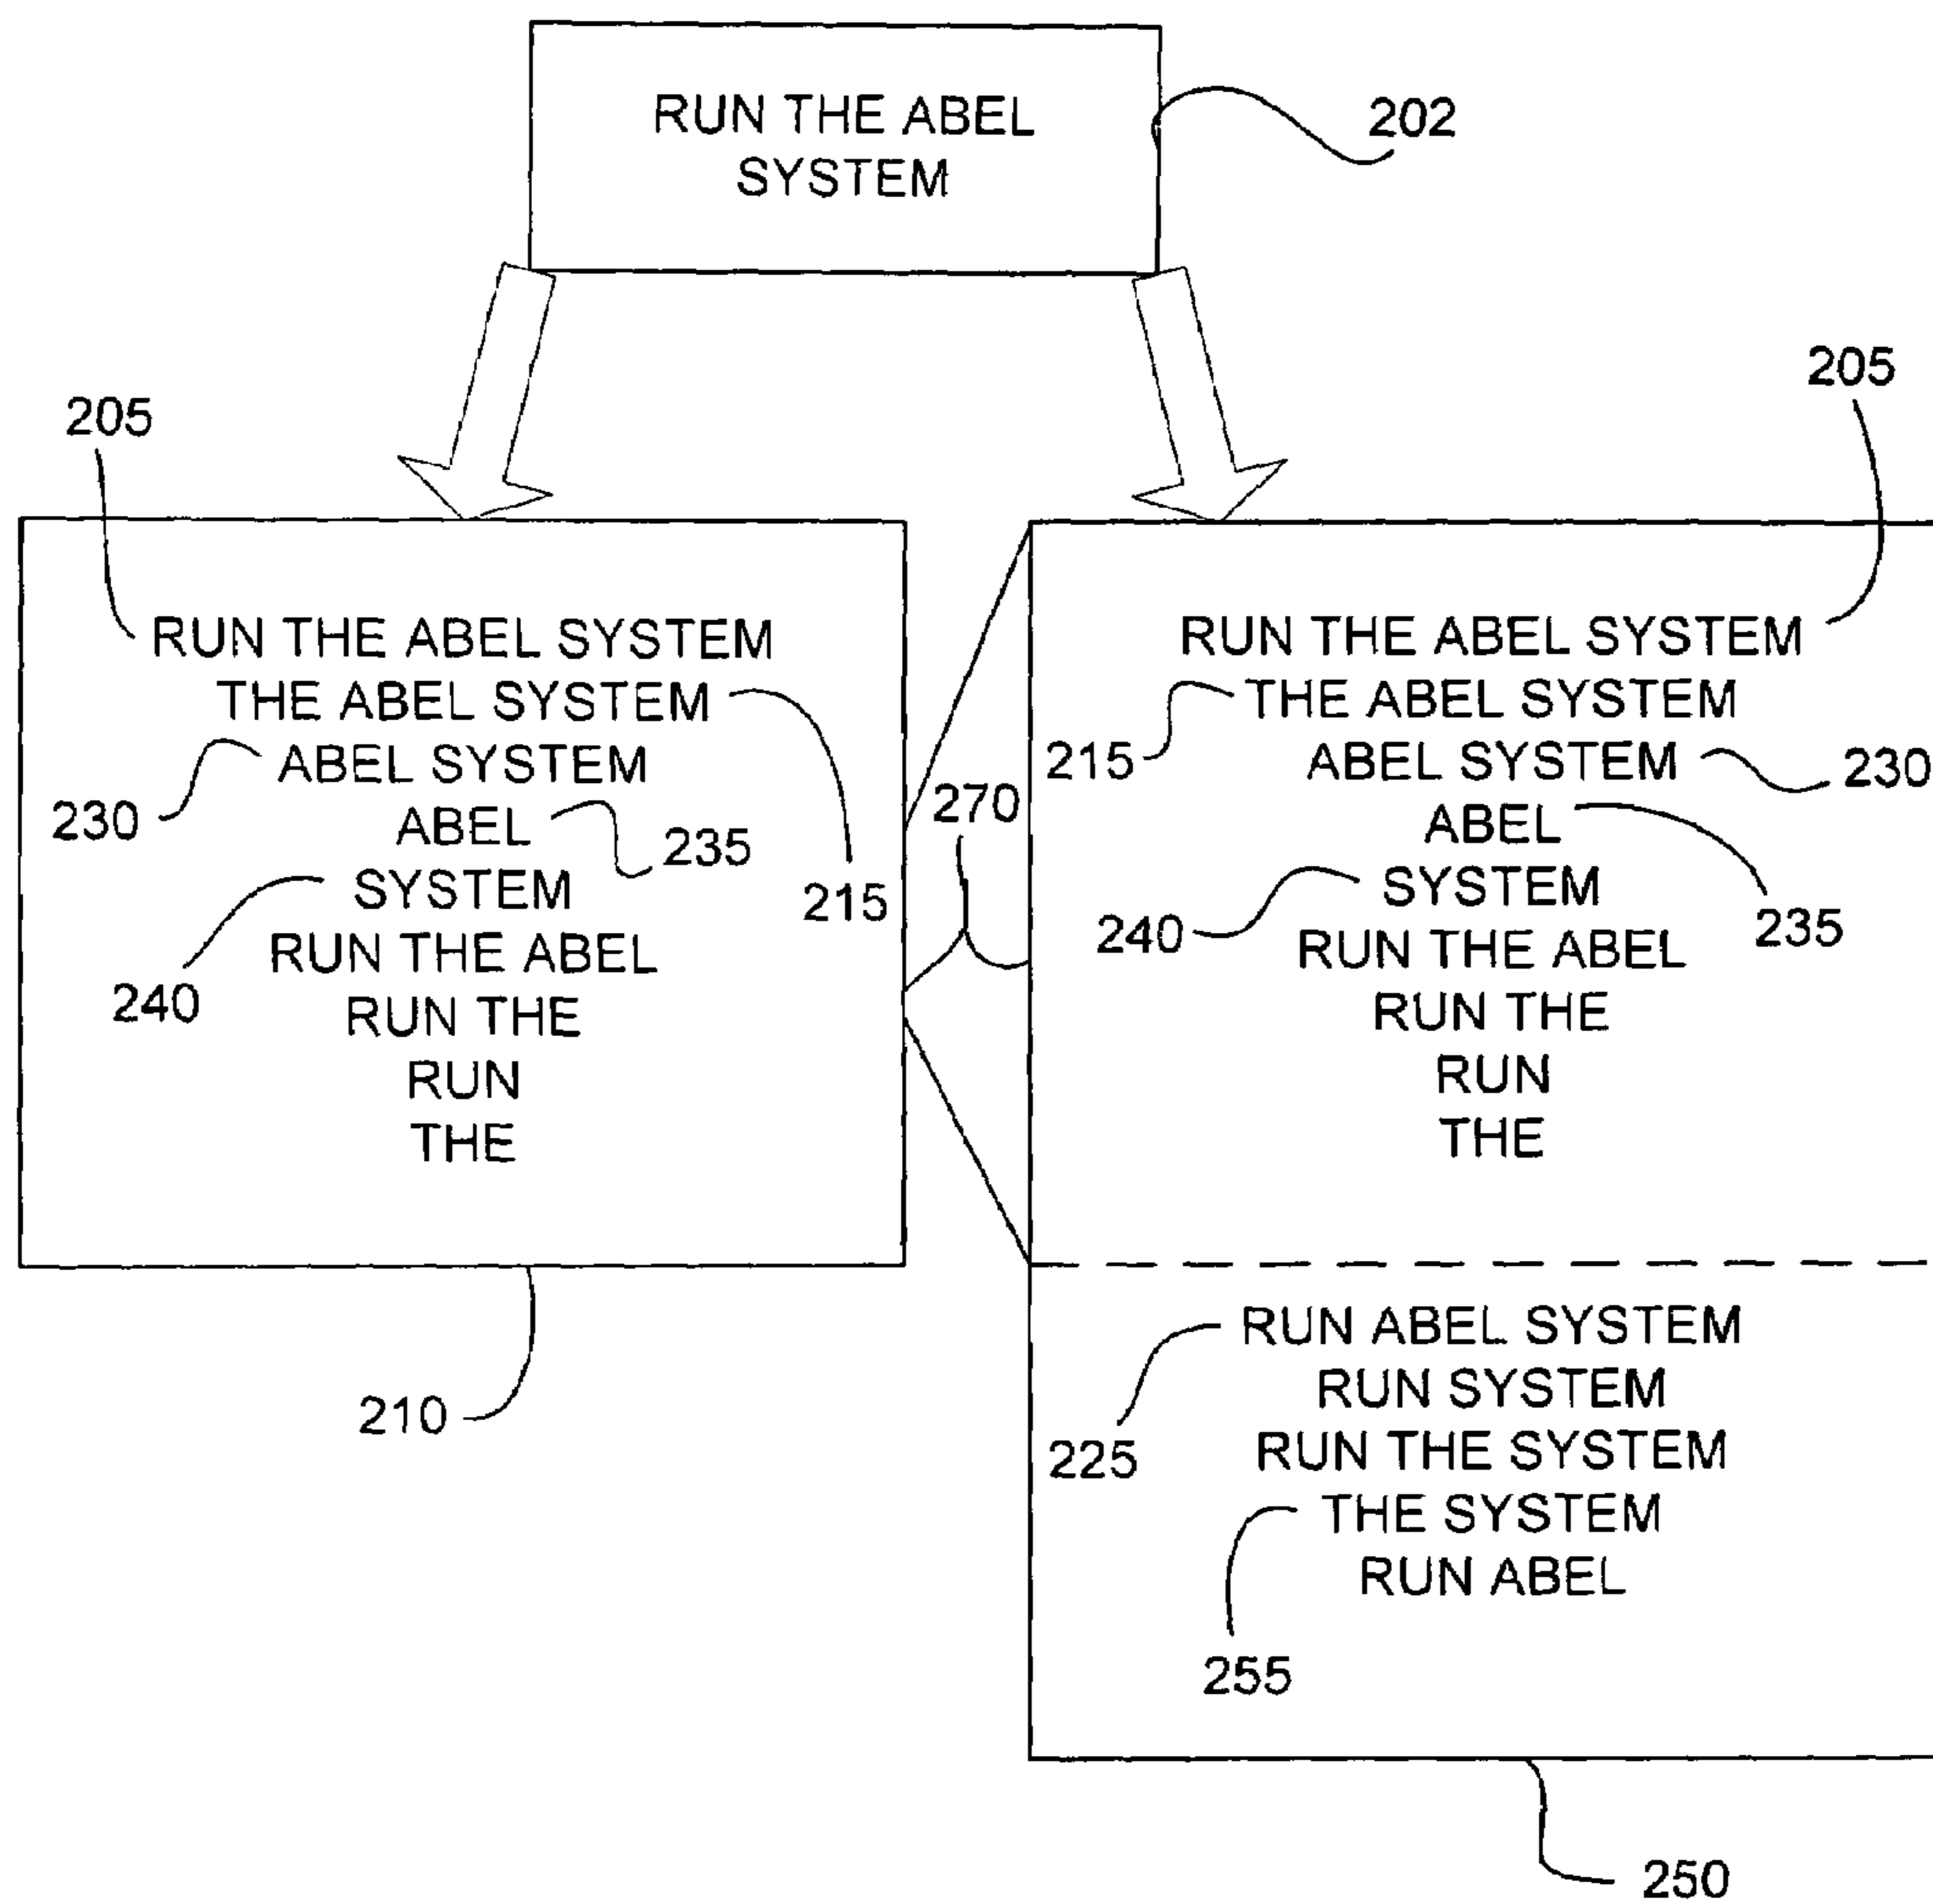 RUN THE ABEL
SYSTEM
202
205
205
RUN THE ABEL SYSTEM
THE ABEL SYSTEM
ABEL SYSTEM
ABEL
SYSTEM
RUN THE ABEL
RUN THE
RUN
THE
230
235
215
240
210
270
RUN THE ABEL SYSTEM
THE ABEL SYSTEM
ABEL SYSTEM
ABEL
SYSTEM
RUN THE ABEL
RUN THE
RUN
THE
215
230
240
235
RUN ABEL SYSTEM
RUN SYSTEM
RUN THE SYSTEM
THE SYSTEM
RUN ABEL
225
255
250